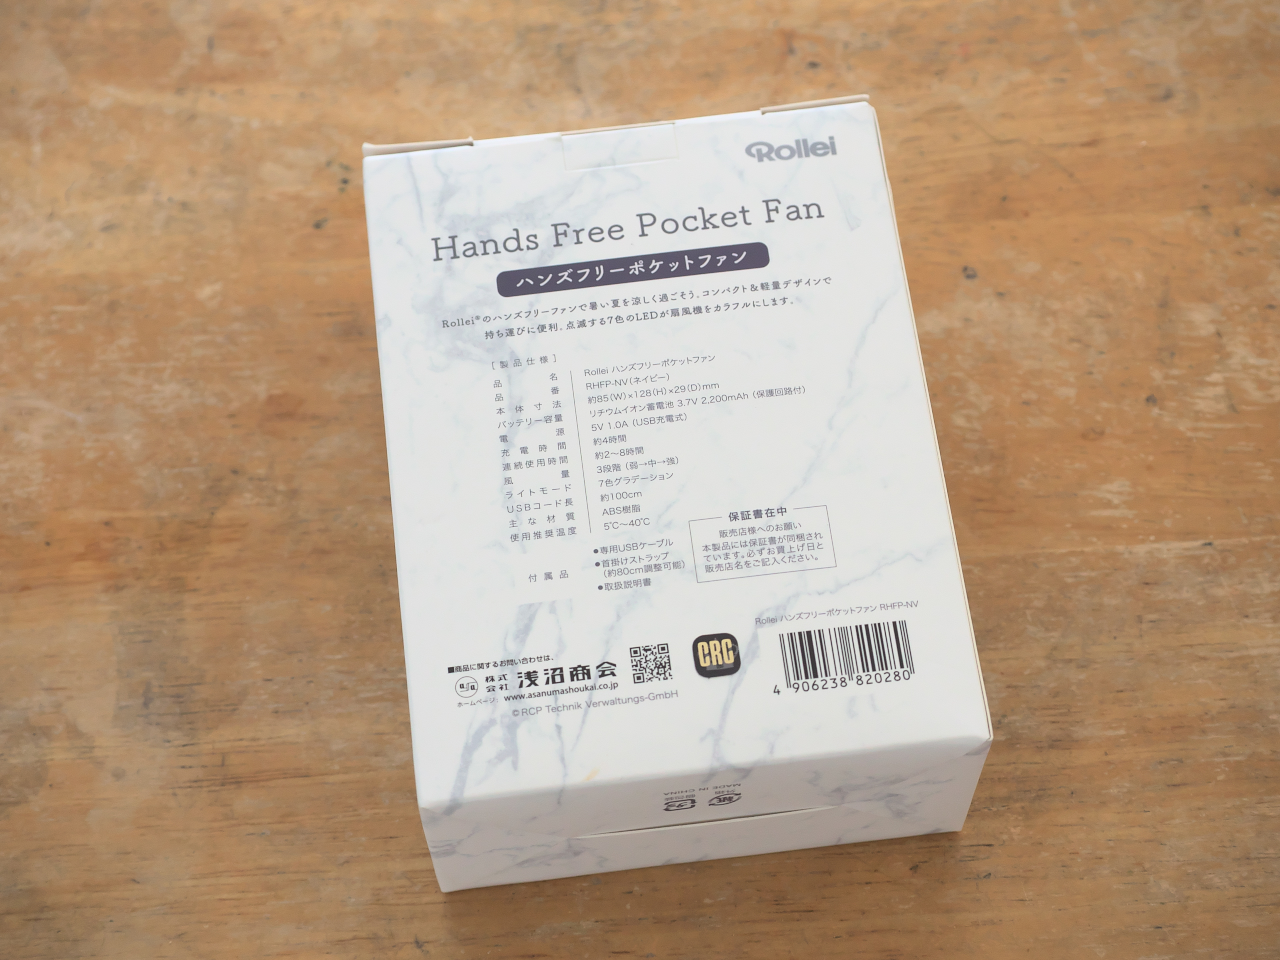 Rollei
Hands Free Pocket Fan
ハンズフリーポケットファン
Rollei®のハンズフリーファンで暑い夏を涼しく過ごそう。コンパクト&軽量デザインで
持ち運びに便利。点滅する7色のLEDが扇風機をカラフルにします。
[製品仕様]
品名 Rollei ハンズフリーポケットファン
品番 RHFP-NV(ネイビー)
本体寸法 約85(W)×128(H)×29(D)mm
バッテリー容量 リチウムイオン蓄電池 3.7V 2,200mAh(保護回路付)
電源 5V 1.0A(USB充電式)
充電時間 約4時間
連続使用時間 約2〜8時間
風量 3段階(弱→中→強)
ライトモード 7色グラデーション
USBコード長 約100cm
主な材質 ABS樹脂
使用推奨温度 5℃〜40℃
付属品 ●専用USBケーブル
●首掛けストラップ
(約80cm調整可能)
●取扱説明書
保証書在中
販売店様へのお願い
本製品には保証書が同梱され
ています。必ずお買上げ日と
販売店名をご記入ください。
Rollei ハンズフリーポケットファン RHFP-NV
4 906238 820280
CRC
■商品に関するお問い合わせは、
株式会社 浅沼商会
ホームページ: www.asanumashoukai.co.jp
©RCP Technik Verwaltungs-GmbH
MADE IN CHINA
紙
プラ